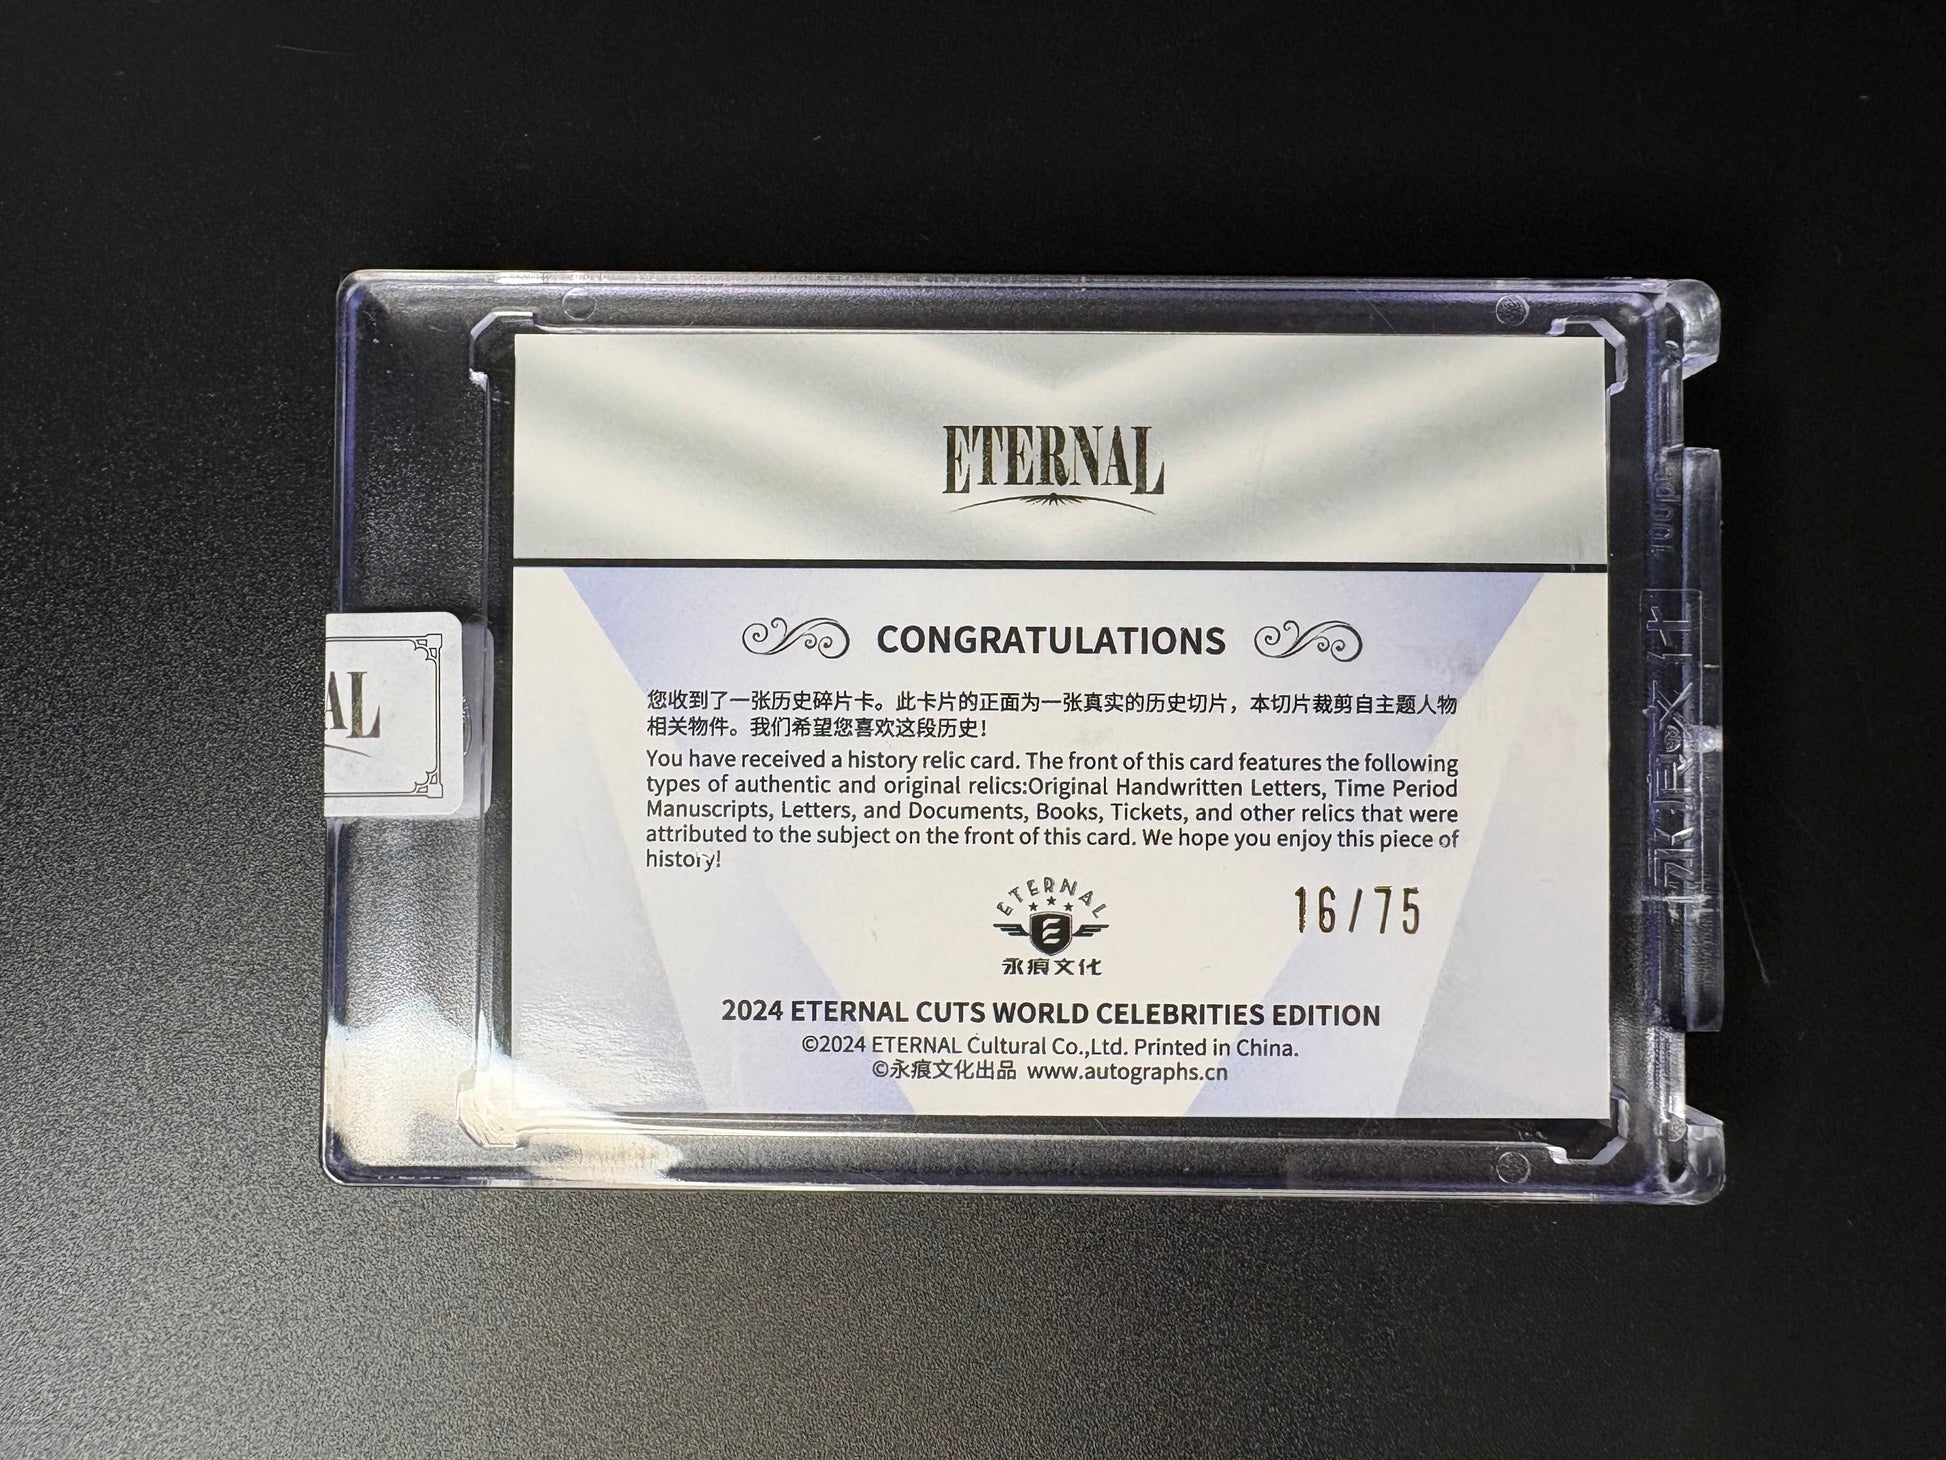 ETERNAL
CONGRATULATIONS
您收到了一张历史碎片卡。此卡片的正面为一张真实的历史切片，本切片裁剪自主题人物
相关物件。我们希望您喜欢这段历史！
You have received a history relic card. The front of this card features the following
types of authentic and original relics:Original Handwritten Letters, Time Period
Manuscripts, Letters, and Documents, Books, Tickets, and other relics that were
attributed to the subject on the front of this card. We hope you enjoy this piece of
history!
ETERNAL
永痕文化
16/75
2024 ETERNAL CUTS WORLD CELEBRITIES EDITION
©2024 ETERNAL Cultural Co.,Ltd. Printed in China.
©永痕文化出品 www.autographs.cn
AL